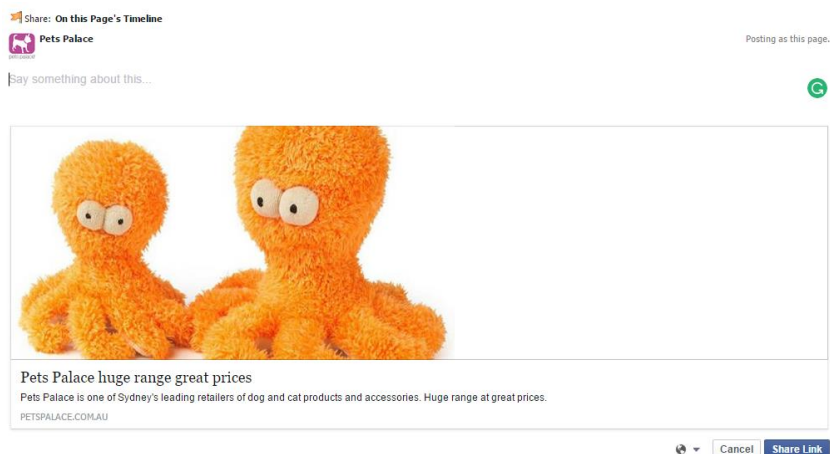 Share: On this Page's Timeline
Pets Palace
Posting as this page.
Say something about this...
Pets Palace huge range great prices
Pets Palace is one of Sydney's leading retailers of dog and cat products and accessories. Huge range at great prices.
PETSPALACE.COM.AU
Cancel
Share Link